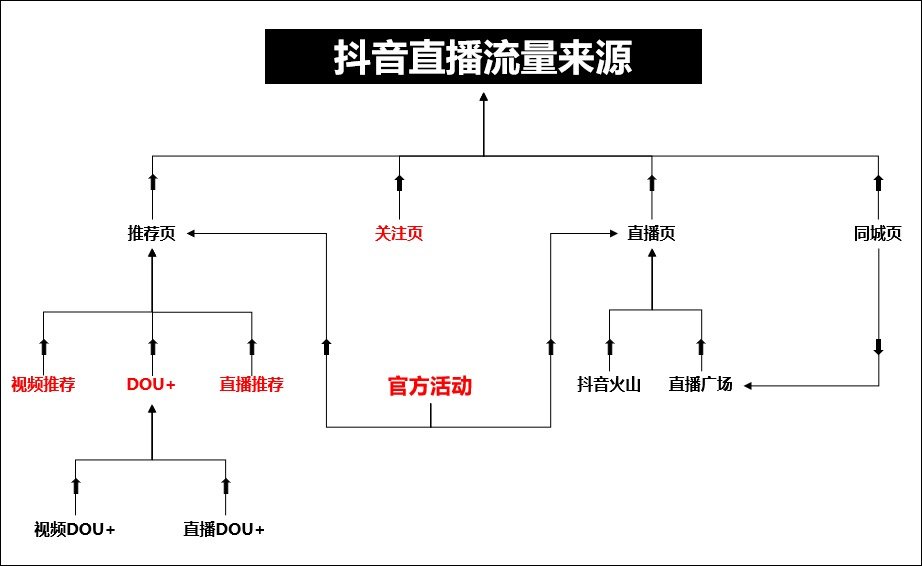 抖音直播流量来源
推荐页
关注页
直播页
同城页
视频推荐
DOU+
直播推荐
官方活动
抖音火山
直播广场
视频DOU+
直播DOU+